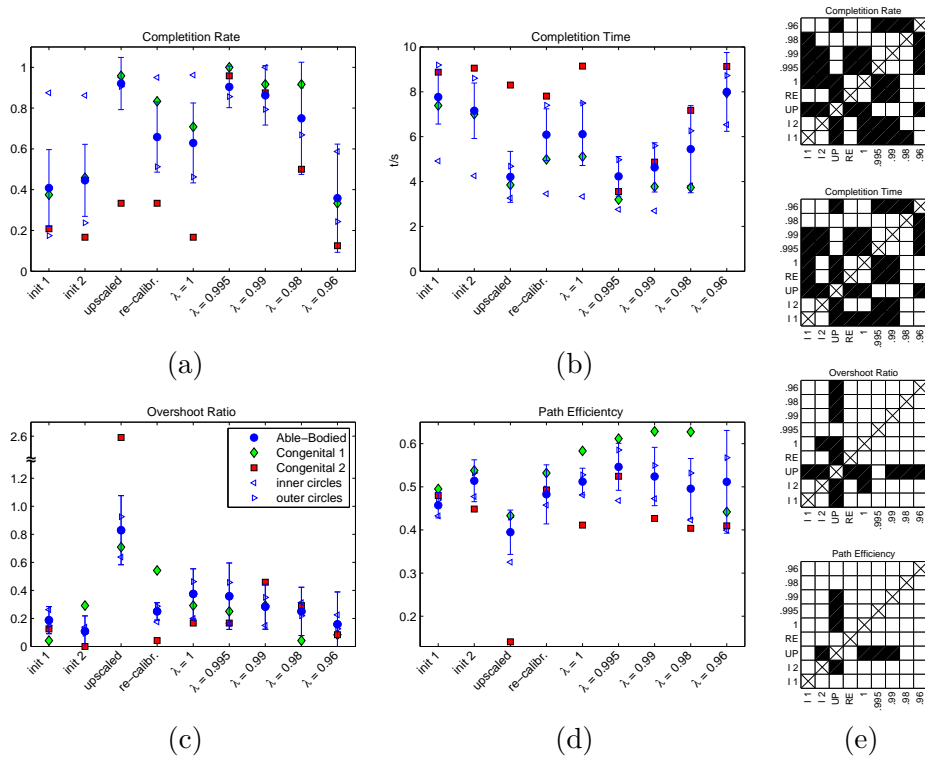 Completition Rate
1
0.8
0.6
0.4
0.2
0
init 1
init 2
upscaled
re−calibr.
λ = 1
λ = 0.995
λ = 0.99
λ = 0.98
λ = 0.96
(a)
Completion Time
t/s
10
8
6
4
2
0
init 1
init 2
upscaled
re−calibr.
λ = 1
λ = 0.995
λ = 0.99
λ = 0.98
λ = 0.96
(b)
Overshoot Ratio
2.6
1.2
1
0.8
0.6
0.4
0.2
0
Able−Bodied
Congenital 1
Congenital 2
inner circles
outer circles
init 1
init 2
upscaled
re−calibr.
λ = 1
λ = 0.995
λ = 0.99
λ = 0.98
λ = 0.96
(c)
Path Efficientcy
0.6
0.5
0.4
0.3
0.2
init 1
init 2
upscaled
re−calibr.
λ = 1
λ = 0.995
λ = 0.99
λ = 0.98
λ = 0.96
(d)
Completition Rate
.96
.98
.99
.995
1
RE
UP
I 2
I 1
I 1
I 2
UP
RE
1
.995
.99
.98
.96
Completition Time
.96
.98
.99
.995
1
RE
UP
I 2
I 1
I 1
I 2
UP
RE
1
.995
.99
.98
.96
Overshoot Ratio
.96
.98
.99
.995
1
RE
UP
I 2
I 1
I 1
I 2
UP
RE
1
.995
.99
.98
.96
Path Efficiency
.96
.98
.99
.995
1
RE
UP
I 2
I 1
I 1
I 2
UP
RE
1
.995
.99
.98
.96
(e)